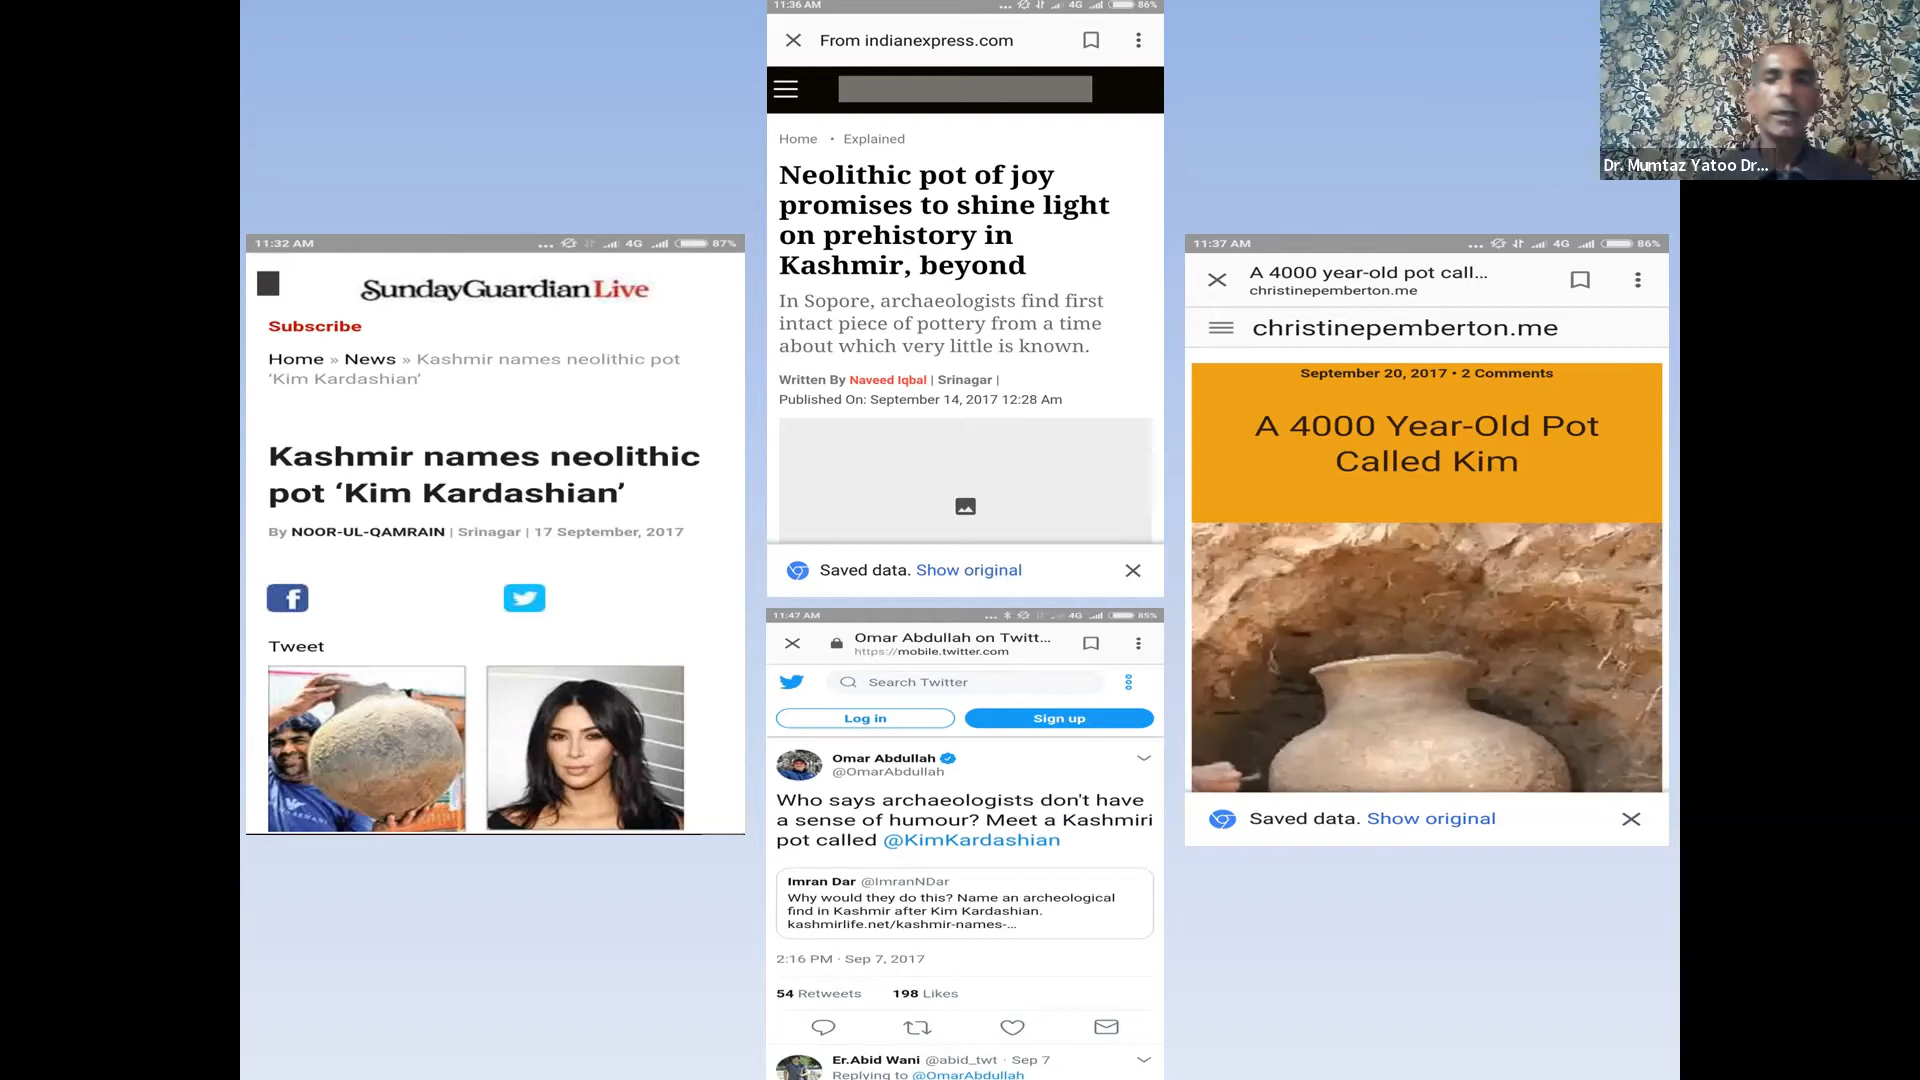 11:32 AM
4G
87%
SundayGuardianLive
Subscribe
Home » News » Kashmir names neolithic pot
‘Kim Kardashian’
Kashmir names neolithic
pot ‘Kim Kardashian’
By NOOR-UL-QAMRAIN | Srinagar | 17 September, 2017
Tweet
11:36 AM
4G
86%
From indianexpress.com
Home • Explained
Neolithic pot of joy
promises to shine light
on prehistory in
Kashmir, beyond
In Sopore, archaeologists find first
intact piece of pottery from a time
about which very little is known.
Written By Naveed Iqbal | Srinagar |
Published On: September 14, 2017 12:28 Am
Saved data. Show original
11:47 AM
4G
85%
Omar Abdullah on Twitt...
https://mobile.twitter.com
Search Twitter
Log in
Sign up
Omar Abdullah
@OmarAbdullah
Who says archaeologists don't have
a sense of humour? Meet a Kashmiri
pot called @KimKardashian
Imran Dar @ImranNDar
Why would they do this? Name an archeological
find in Kashmir after Kim Kardashian.
kashmirlife.net/kashmir-names-...
2:16 PM · Sep 7, 2017
54 Retweets 198 Likes
Er.Abid Wani @abid_twt · Sep 7
Replying to @OmarAbdullah
11:37 AM
4G
86%
A 4000 year-old pot call...
christinepemberton.me
christinepemberton.me
September 20, 2017 • 2 Comments
A 4000 Year-Old Pot
Called Kim
Saved data. Show original
Dr. Mumtaz Yatoo Dr...